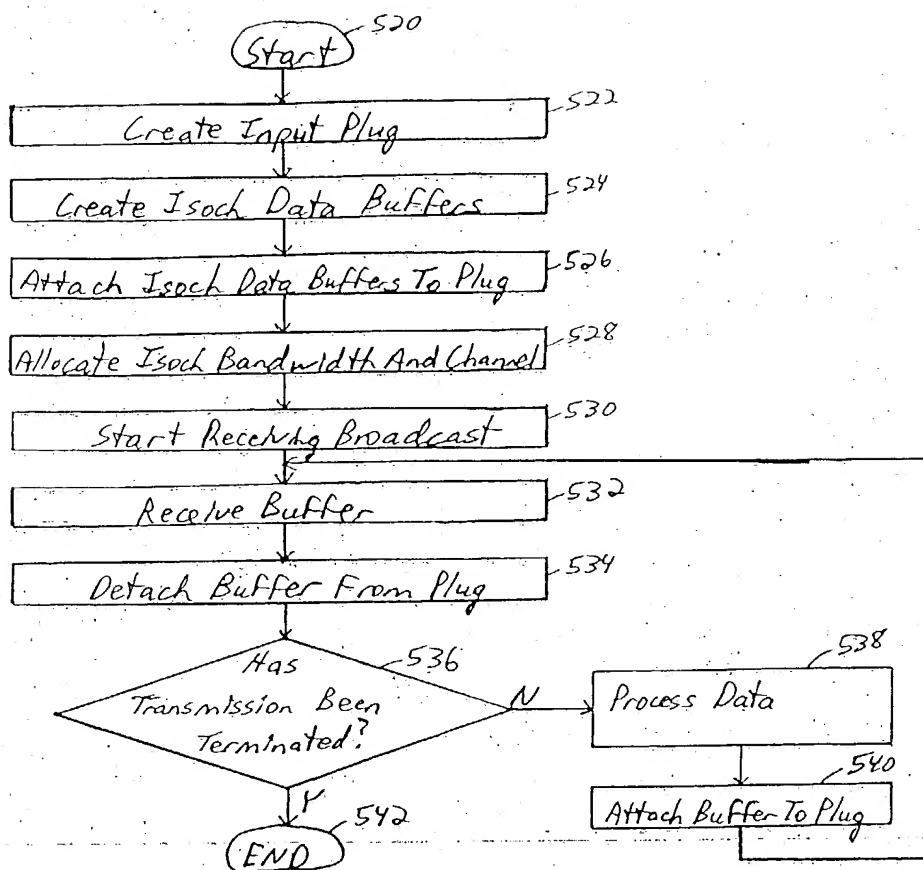 520
Start
522
Create Input Plug
524
Create Isoch Data Buffers
526
Attach Isoch Data Buffers To Plug
528
Allocate Isoch Bandwidth And Channel
530
Start Receiving Broadcast
532
Receive Buffer
534
Detach Buffer From Plug
536
Has
Transmission Been
Terminated?
N
538
Process Data
540
Attach Buffer To Plug
Y
542
END